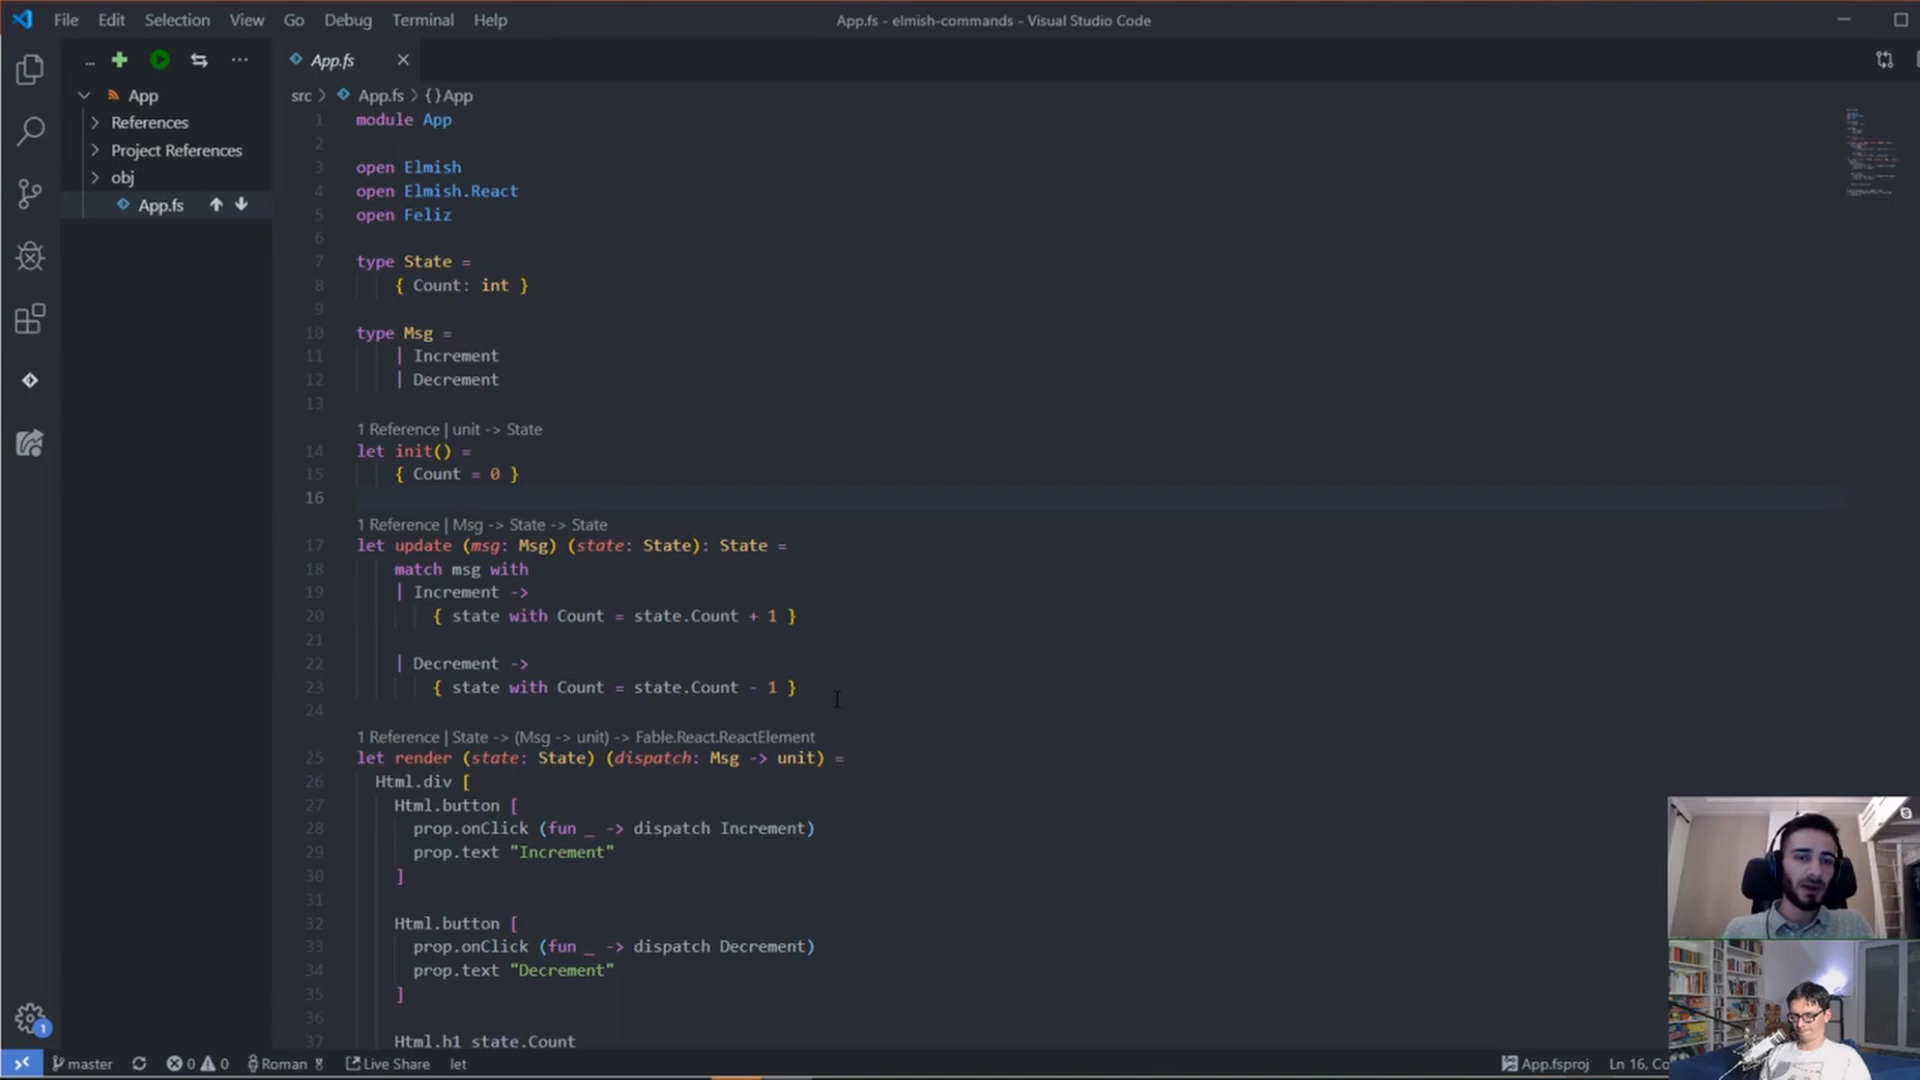 File Edit Selection View Go Debug Terminal Help
App.fs - elmish-commands - Visual Studio Code
... ···
App
References
Project References
obj
App.fs
App.fs
src > App.fs > {} App
1 module App
2
3 open Elmish
4 open Elmish.React
5 open Feliz
6
7 type State =
8 { Count: int }
9
10 type Msg =
11 | Increment
12 | Decrement
13
1 Reference | unit -> State
14 let init() =
15 { Count = 0 }
16
1 Reference | Msg -> State -> State
17 let update (msg: Msg) (state: State): State =
18 match msg with
19 | Increment ->
20 { state with Count = state.Count + 1 }
21
22 | Decrement ->
23 { state with Count = state.Count - 1 }
24
1 Reference | State -> (Msg -> unit) -> Fable.React.ReactElement
25 let render (state: State) (dispatch: Msg -> unit) =
26 Html.div [
27 Html.button [
28 prop.onClick (fun _ -> dispatch Increment)
29 prop.text "Increment"
30 ]
31
32 Html.button [
33 prop.onClick (fun _ -> dispatch Decrement)
34 prop.text "Decrement"
35 ]
36
37 Html.h1 state.Count
1
master 0 0 Roman Live Share let App.fsproj Ln 16, Co